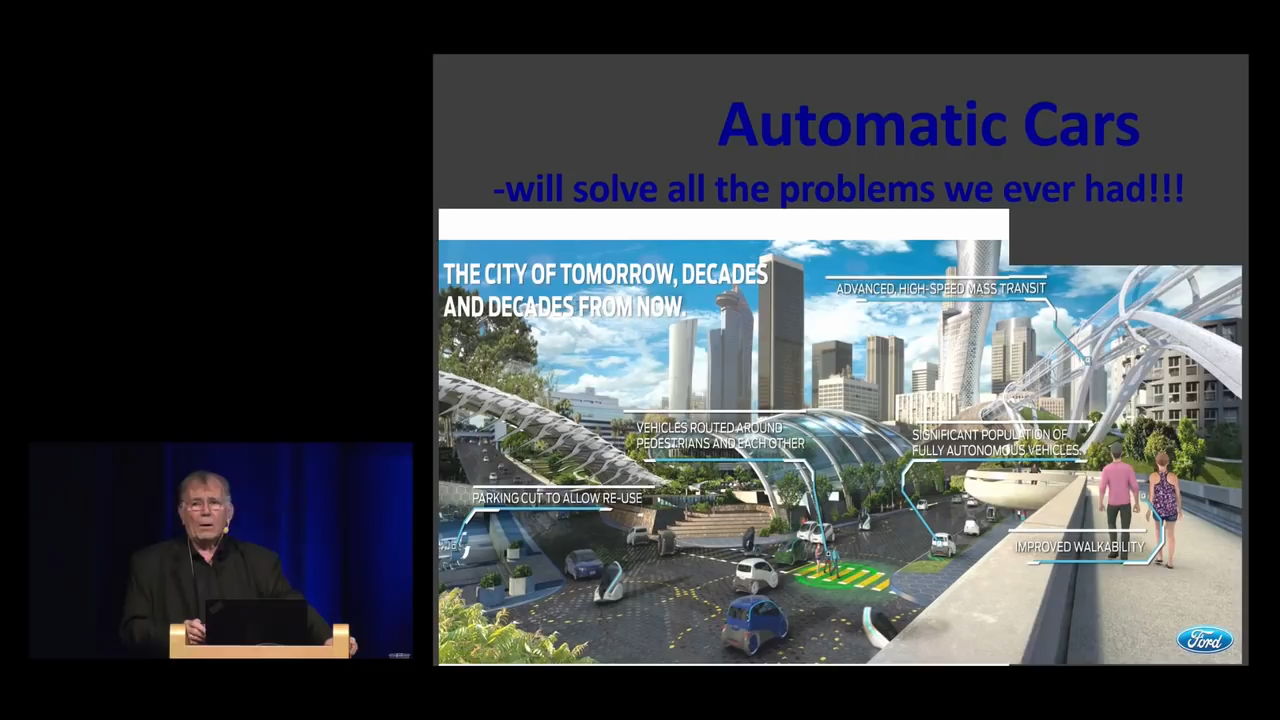 Automatic Cars
-will solve all the problems we ever had!!!
THE CITY OF TOMORROW, DECADES
AND DECADES FROM NOW.
ADVANCED, HIGH-SPEED MASS TRANSIT
VEHICLES ROUTED AROUND
PEDESTRIANS AND EACH OTHER
SIGNIFICANT POPULATION OF
FULLY AUTONOMOUS VEHICLES
PARKING CUT TO ALLOW RE-USE
IMPROVED WALKABILITY
Ford